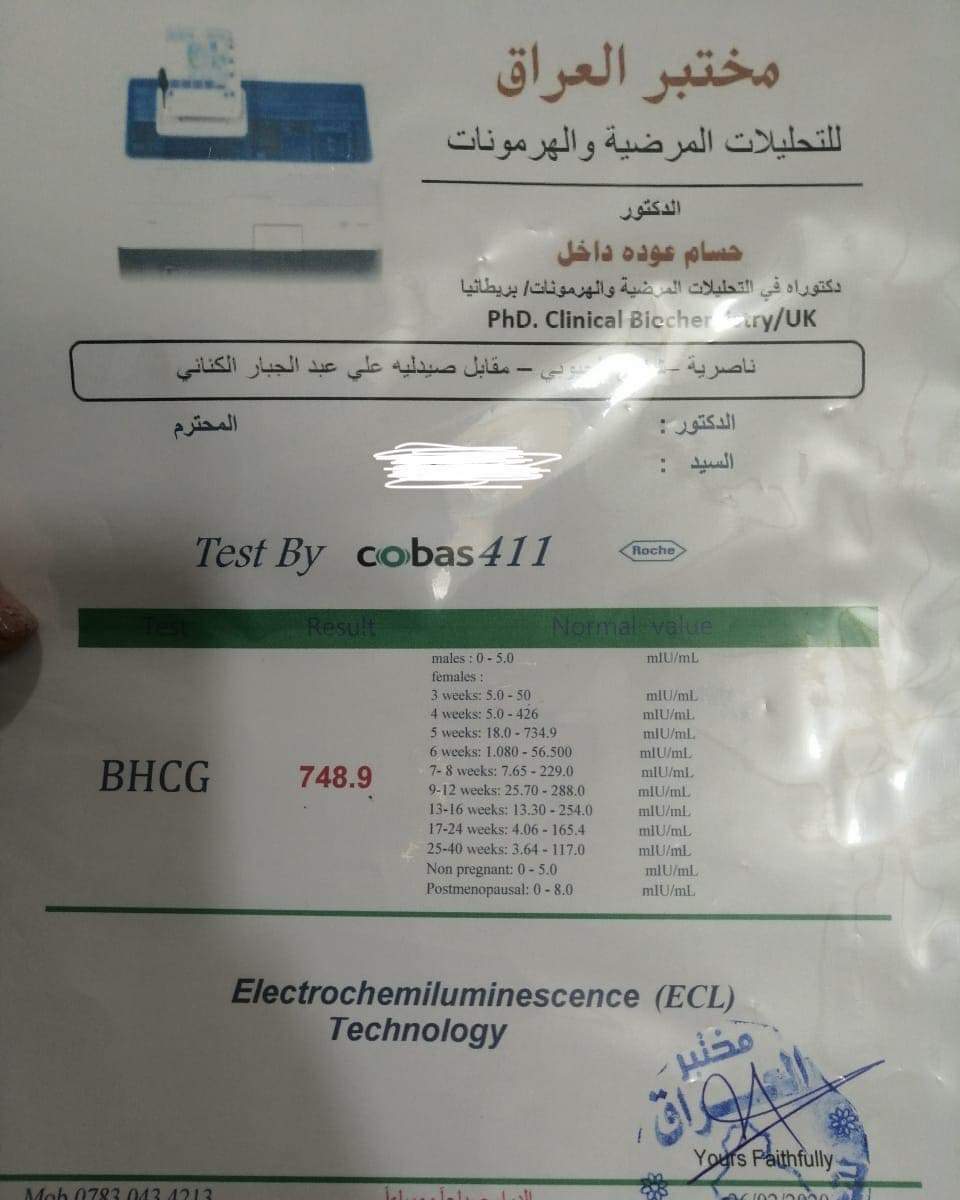 مختبر العراق
للتحليلات المرضية والهرمونات
الدكتور
حسام عوده داخل
دكتوراه في التحليلات المرضية والهرمونات/ بريطانيا
PhD. Clinical Biochemistry/UK
ناصرية – – مقابل صيدليه علي عبد الجبار الكناني
الدكتور : المحترم
السيد :
Test By cobas 411 Roche
Test Result Normal value
males : 0 - 5.0 mIU/mL
females :
3 weeks: 5.0 - 50 mIU/mL
4 weeks: 5.0 - 426 mIU/mL
5 weeks: 18.0 - 734.9 mIU/mL
6 weeks: 1.080 - 56.500 mIU/mL
BHCG 748.9 7- 8 weeks: 7.65 - 229.0 mIU/mL
9-12 weeks: 25.70 - 288.0 mIU/mL
13-16 weeks: 13.30 - 254.0 mIU/mL
17-24 weeks: 4.06 - 165.4 mIU/mL
25-40 weeks: 3.64 - 117.0 mIU/mL
Non pregnant: 0 - 5.0 mIU/mL
Postmenopausal: 0 - 8.0 mIU/mL
Electrochemiluminescence (ECL)
Technology
مختبر
العراق
Yours Faithfully
Mob 0783 043 4213